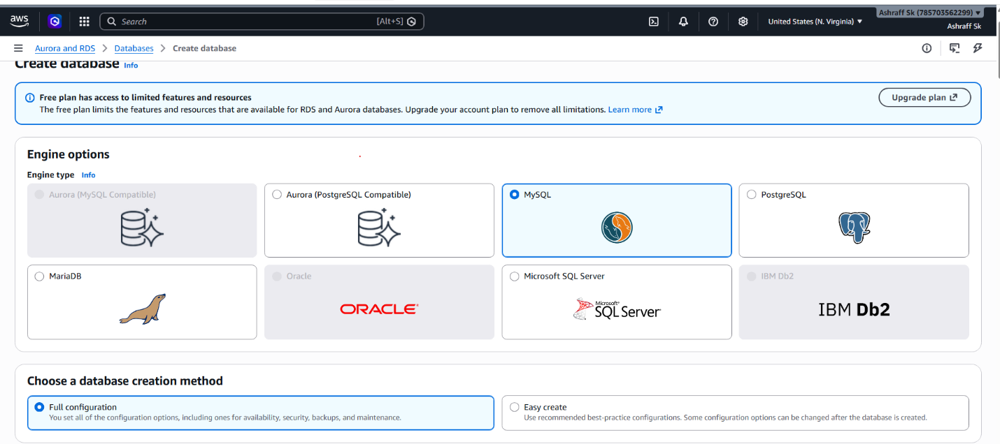 aws
Search [Alt+S]
United States (N. Virginia) ▼
Ashraff Sk (785703562299) ▼
Ashraff Sk
Aurora and RDS > Databases > Create database
Create database Info
Free plan has access to limited features and resources
The free plan limits the features and resources that are available for RDS and Aurora databases. Upgrade your account plan to remove all limitations. Learn more
Upgrade plan
Engine options
Engine type Info
Aurora (MySQL Compatible)
Aurora (PostgreSQL Compatible)
MySQL
PostgreSQL
MariaDB
Oracle
ORACLE
Microsoft SQL Server
Microsoft®
SQL Server
IBM Db2
IBM Db2
Choose a database creation method
Full configuration
You set all of the configuration options, including ones for availability, security, backups, and maintenance.
Easy create
Use recommended best-practice configurations. Some configuration options can be changed after the database is created.